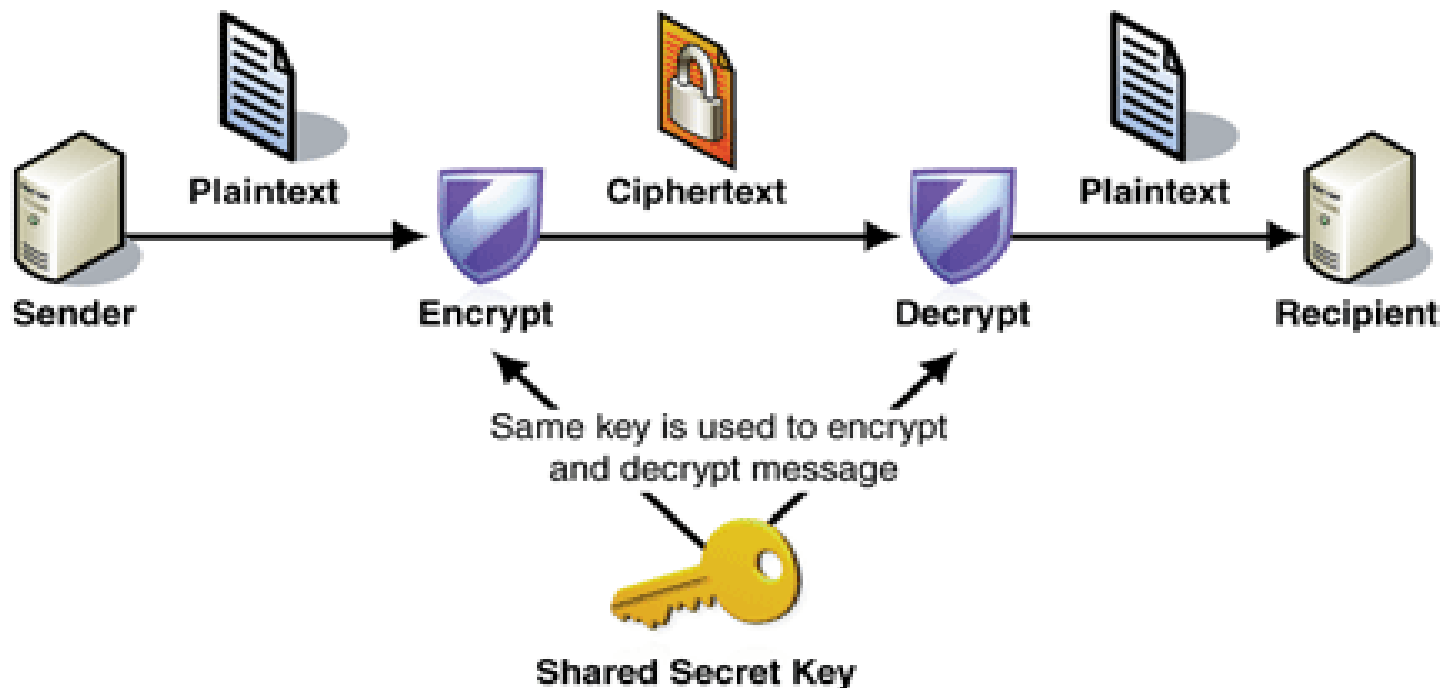 Plaintext
Ciphertext
Plaintext
Sender
Encrypt
Decrypt
Recipient
Same key is used to encrypt
and decrypt message
Shared Secret Key